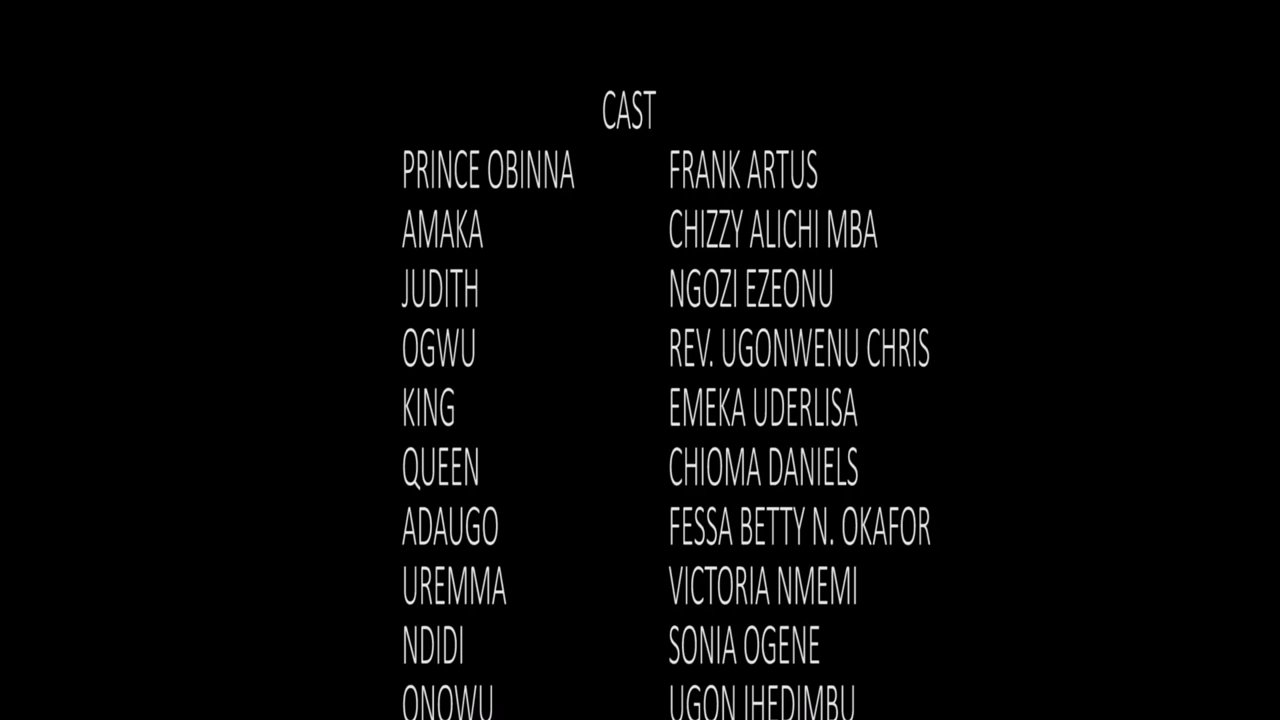 CAST
PRINCE OBINNA FRANK ARTUS
AMAKA CHIZZY ALICHI MBA
JUDITH NGOZI EZEONU
OGWU REV. UGONWENU CHRIS
KING EMEKA UDERLISA
QUEEN CHIOMA DANIELS
ADAUGO FESSA BETTY N. OKAFOR
UREMMA VICTORIA NMEMI
NDIDI SONIA OGENE
ONOWU UGON IHEDIMBU